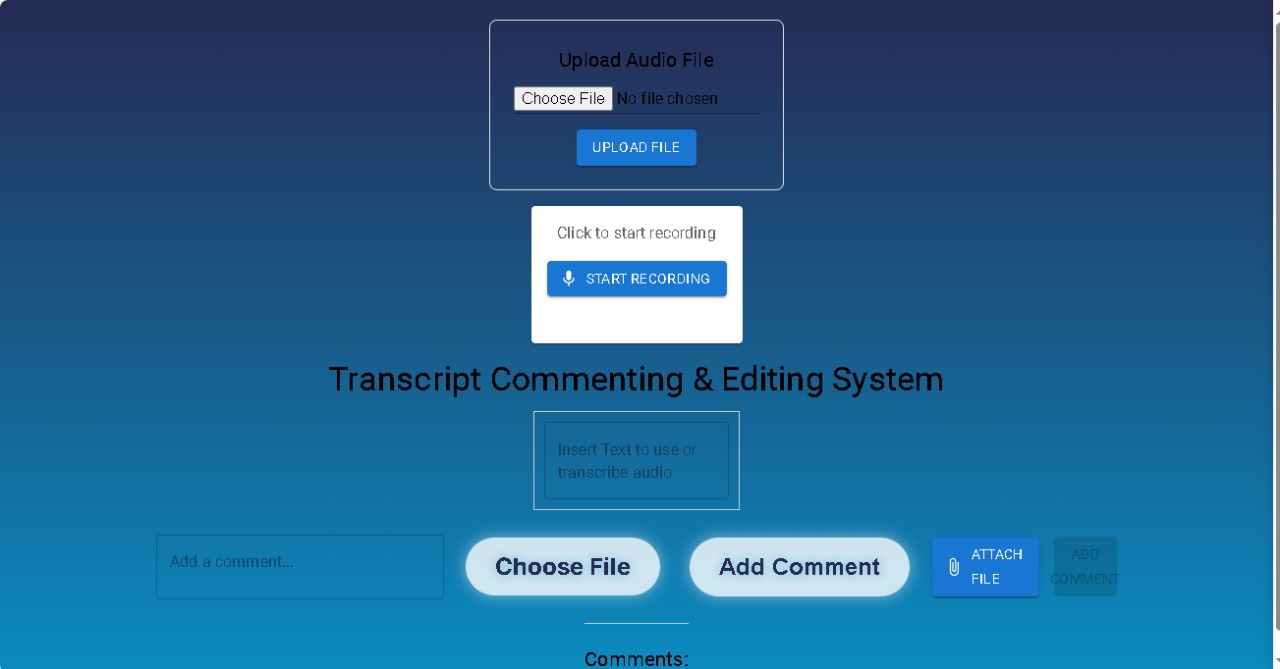 Upload Audio File
Choose File No file chosen
UPLOAD FILE
Click to start recording
START RECORDING
Transcript Commenting & Editing System
Insert Text to use or
transcribe audio
Add a comment...
Choose File
Add Comment
ATTACH
FILE
ADD
COMMENT
Comments: